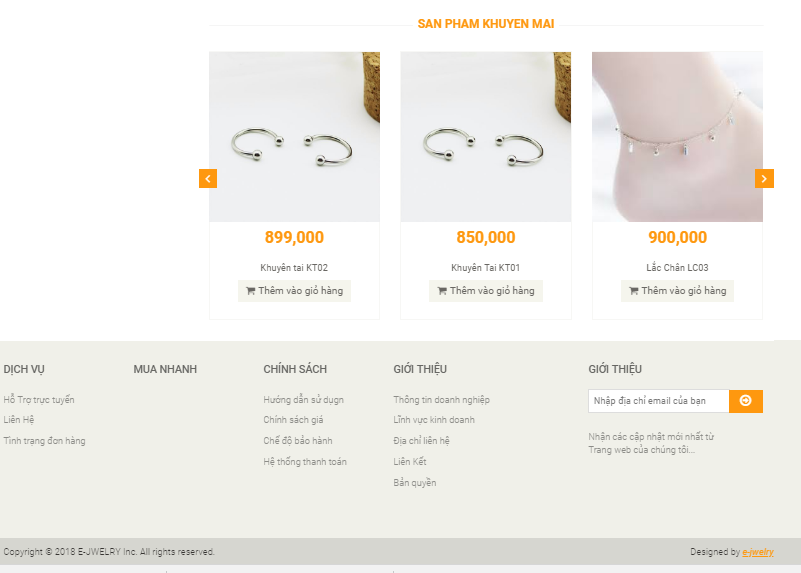 SAN PHAM KHUYEN MAI
899,000
850,000
900,000
Khuyên tai KT02
Khuyên Tai KT01
Lắc Chân LC03
Thêm vào giỏ hàng
Thêm vào giỏ hàng
Thêm vào giỏ hàng
DỊCH VỤ
Hỗ Trợ trực tuyến
Liên Hệ
Tình trạng đơn hàng
MUA NHANH
CHÍNH SÁCH
Hướng dẫn sử dụgn
Chính sách giá
Chế độ bảo hành
Hệ thống thanh toán
GIỚI THIỆU
Thông tin doanh nghiệp
Lĩnh vực kinh doanh
Địa chỉ liên hệ
Liên Kết
Bản quyền
GIỚI THIỆU
Nhập địa chỉ email của bạn
Nhận các cập nhật mới nhất từ
Trang web của chúng tôi...
Copyright © 2018 E-JWELRY Inc. All rights reserved.
Designed by e-jwelry